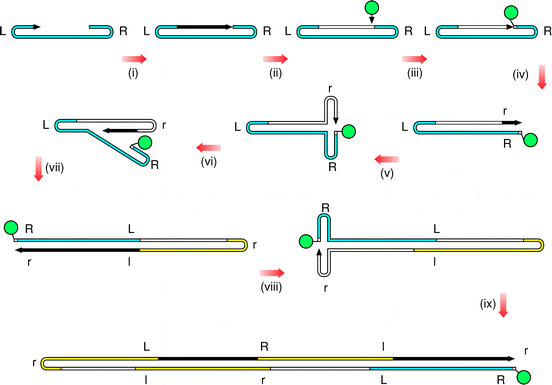 L R L R L R L R
(i) (ii) (iii) (iv)
L R r L r R L r R
(vi) (v)
(vii)
R L r R L
r l r l
(viii)
(ix)
L R l r
r
l r L R